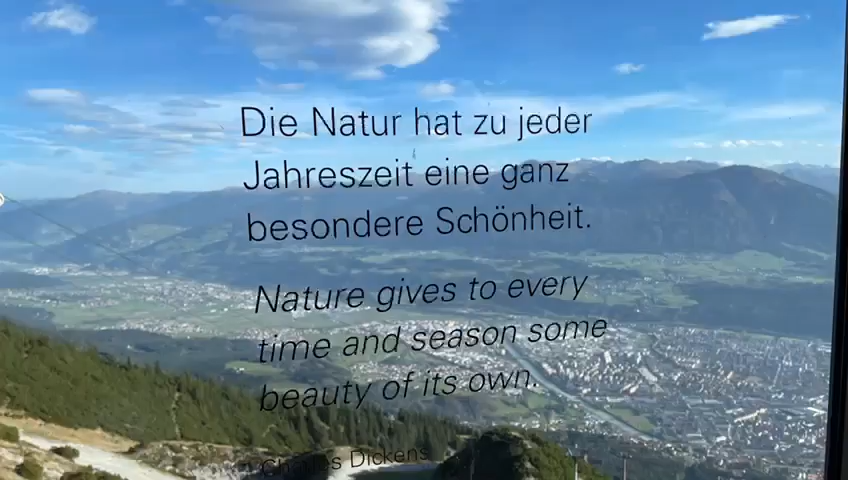 Die Natur hat zu jeder
Jahreszeit eine ganz
besondere Schönheit.
Nature gives to every
time and season some
beauty of its own.
Charles Dickens